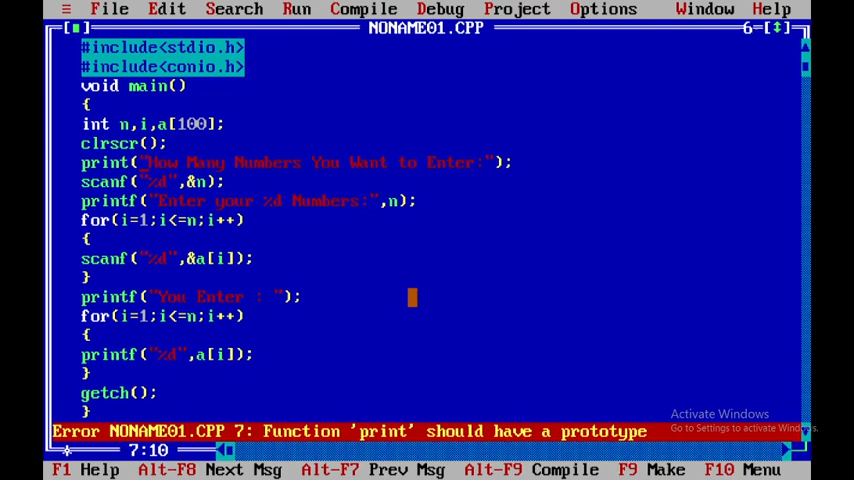 ≡ File Edit Search Run Compile Debug Project Options Window Help
[■] NONAME01.CPP 6=[↕]
#include<stdio.h>
#include<conio.h>
void main()
{
int n,i,a[100];
clrscr();
print("How Many Numbers You Want to Enter:");
scanf("%d",&n);
printf("Enter your %d Numbers:",n);
for(i=1;i<=n;i++)
{
scanf("%d",&a[i]);
}
printf("You Enter : ");
for(i=1;i<=n;i++)
{
printf("%d",a[i]);
}
getch();
}
Activate Windows
Go to Settings to activate Windows.
Error NONAME01.CPP 7: Function 'print' should have a prototype
7:10
F1 Help Alt-F8 Next Msg Alt-F7 Prev Msg Alt-F9 Compile F9 Make F10 Menu